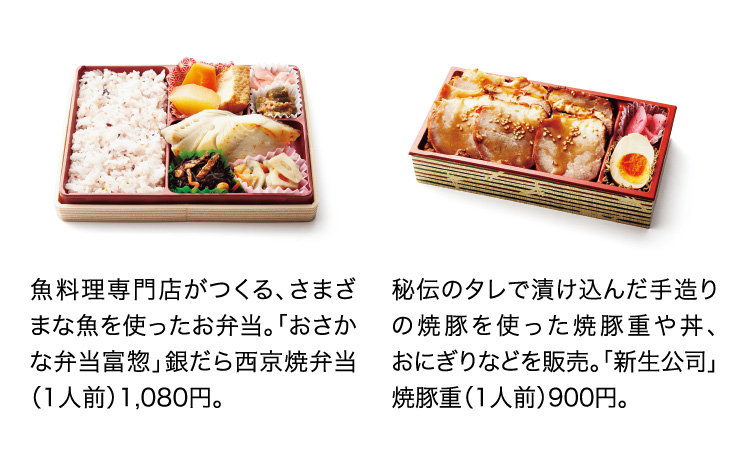 魚料理専門店がつくる、さまざ
まな魚を使ったお弁当。「おさか
な弁当富惣」銀だら西京焼弁当
（1人前）1,080円。
秘伝のタレで漬け込んだ手造り
の焼豚を使った焼豚重や丼、
おにぎりなどを販売。「新生公司」
焼豚重（1人前）900円。